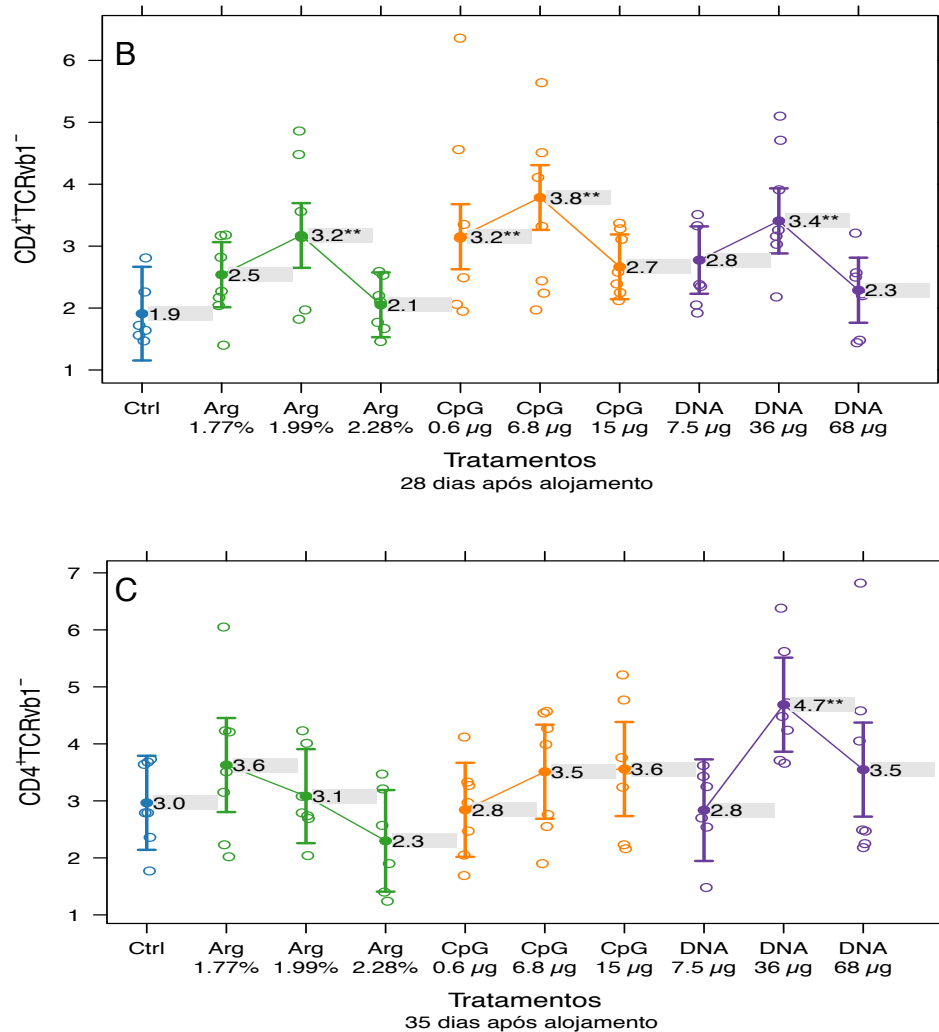 B
CD4⁺TCRvb1⁻
6
5
4
3
2
1
1.9
2.5
3.2**
2.1
3.2**
3.8**
2.7
2.8
3.4**
2.3
Ctrl Arg Arg Arg CpG CpG CpG DNA DNA DNA
1.77% 1.99% 2.28% 0.6 µg 6.8 µg 15 µg 7.5 µg 36 µg 68 µg
Tratamentos
28 dias após alojamento
C
CD4⁺TCRvb1⁻
7
6
5
4
3
2
1
3.0
3.6
3.1
2.3
2.8
3.5
3.6
2.8
4.7**
3.5
Ctrl Arg Arg Arg CpG CpG CpG DNA DNA DNA
1.77% 1.99% 2.28% 0.6 µg 6.8 µg 15 µg 7.5 µg 36 µg 68 µg
Tratamentos
35 dias após alojamento